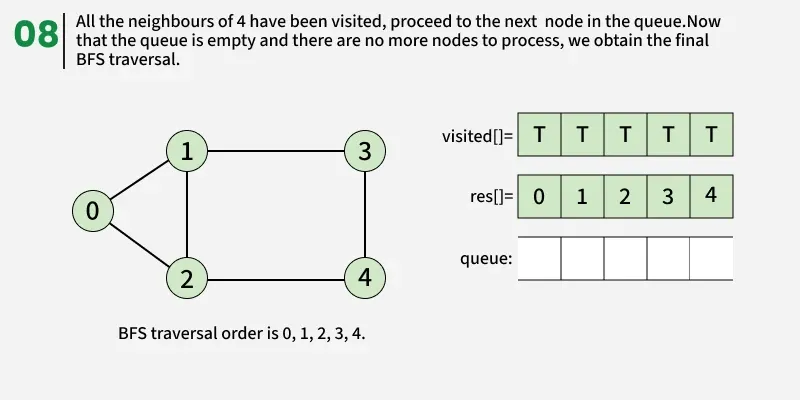 08
All the neighbours of 4 have been visited, proceed to the next  node in the queue.Now
that the queue is empty and there are no more nodes to process, we obtain the final
BFS traversal.
1
3
0
2
4
visited[]= T T T T T
res[]= 0 1 2 3 4
queue:
BFS traversal order is 0, 1, 2, 3, 4.